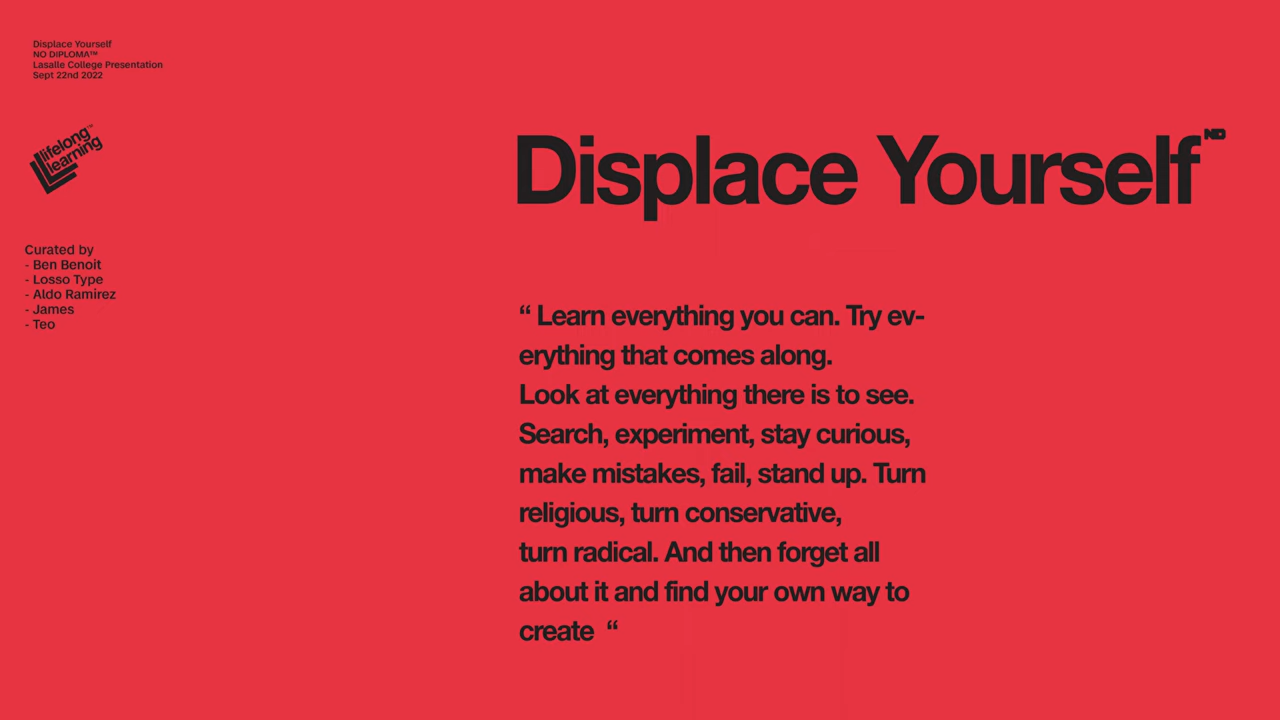 Displace Yourself
NO DIPLOMA™
Lasalle College Presentation
Sept 22nd 2022
lifelong™
learning
Curated by
- Ben Benoit
- Losso Type
- Aldo Ramirez
- James
- Teo
Displace Yourself ND
“ Learn everything you can. Try ev-
erything that comes along.
Look at everything there is to see.
Search, experiment, stay curious,
make mistakes, fail, stand up. Turn
religious, turn conservative,
turn radical. And then forget all
about it and find your own way to
create “